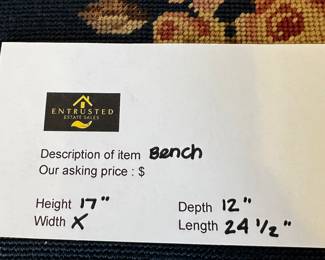 ENTRUSTED
ESTATE SALES
Description of item Bench
Our asking price : $
Height 17" Depth 12"
Width X Length 24 1/2"